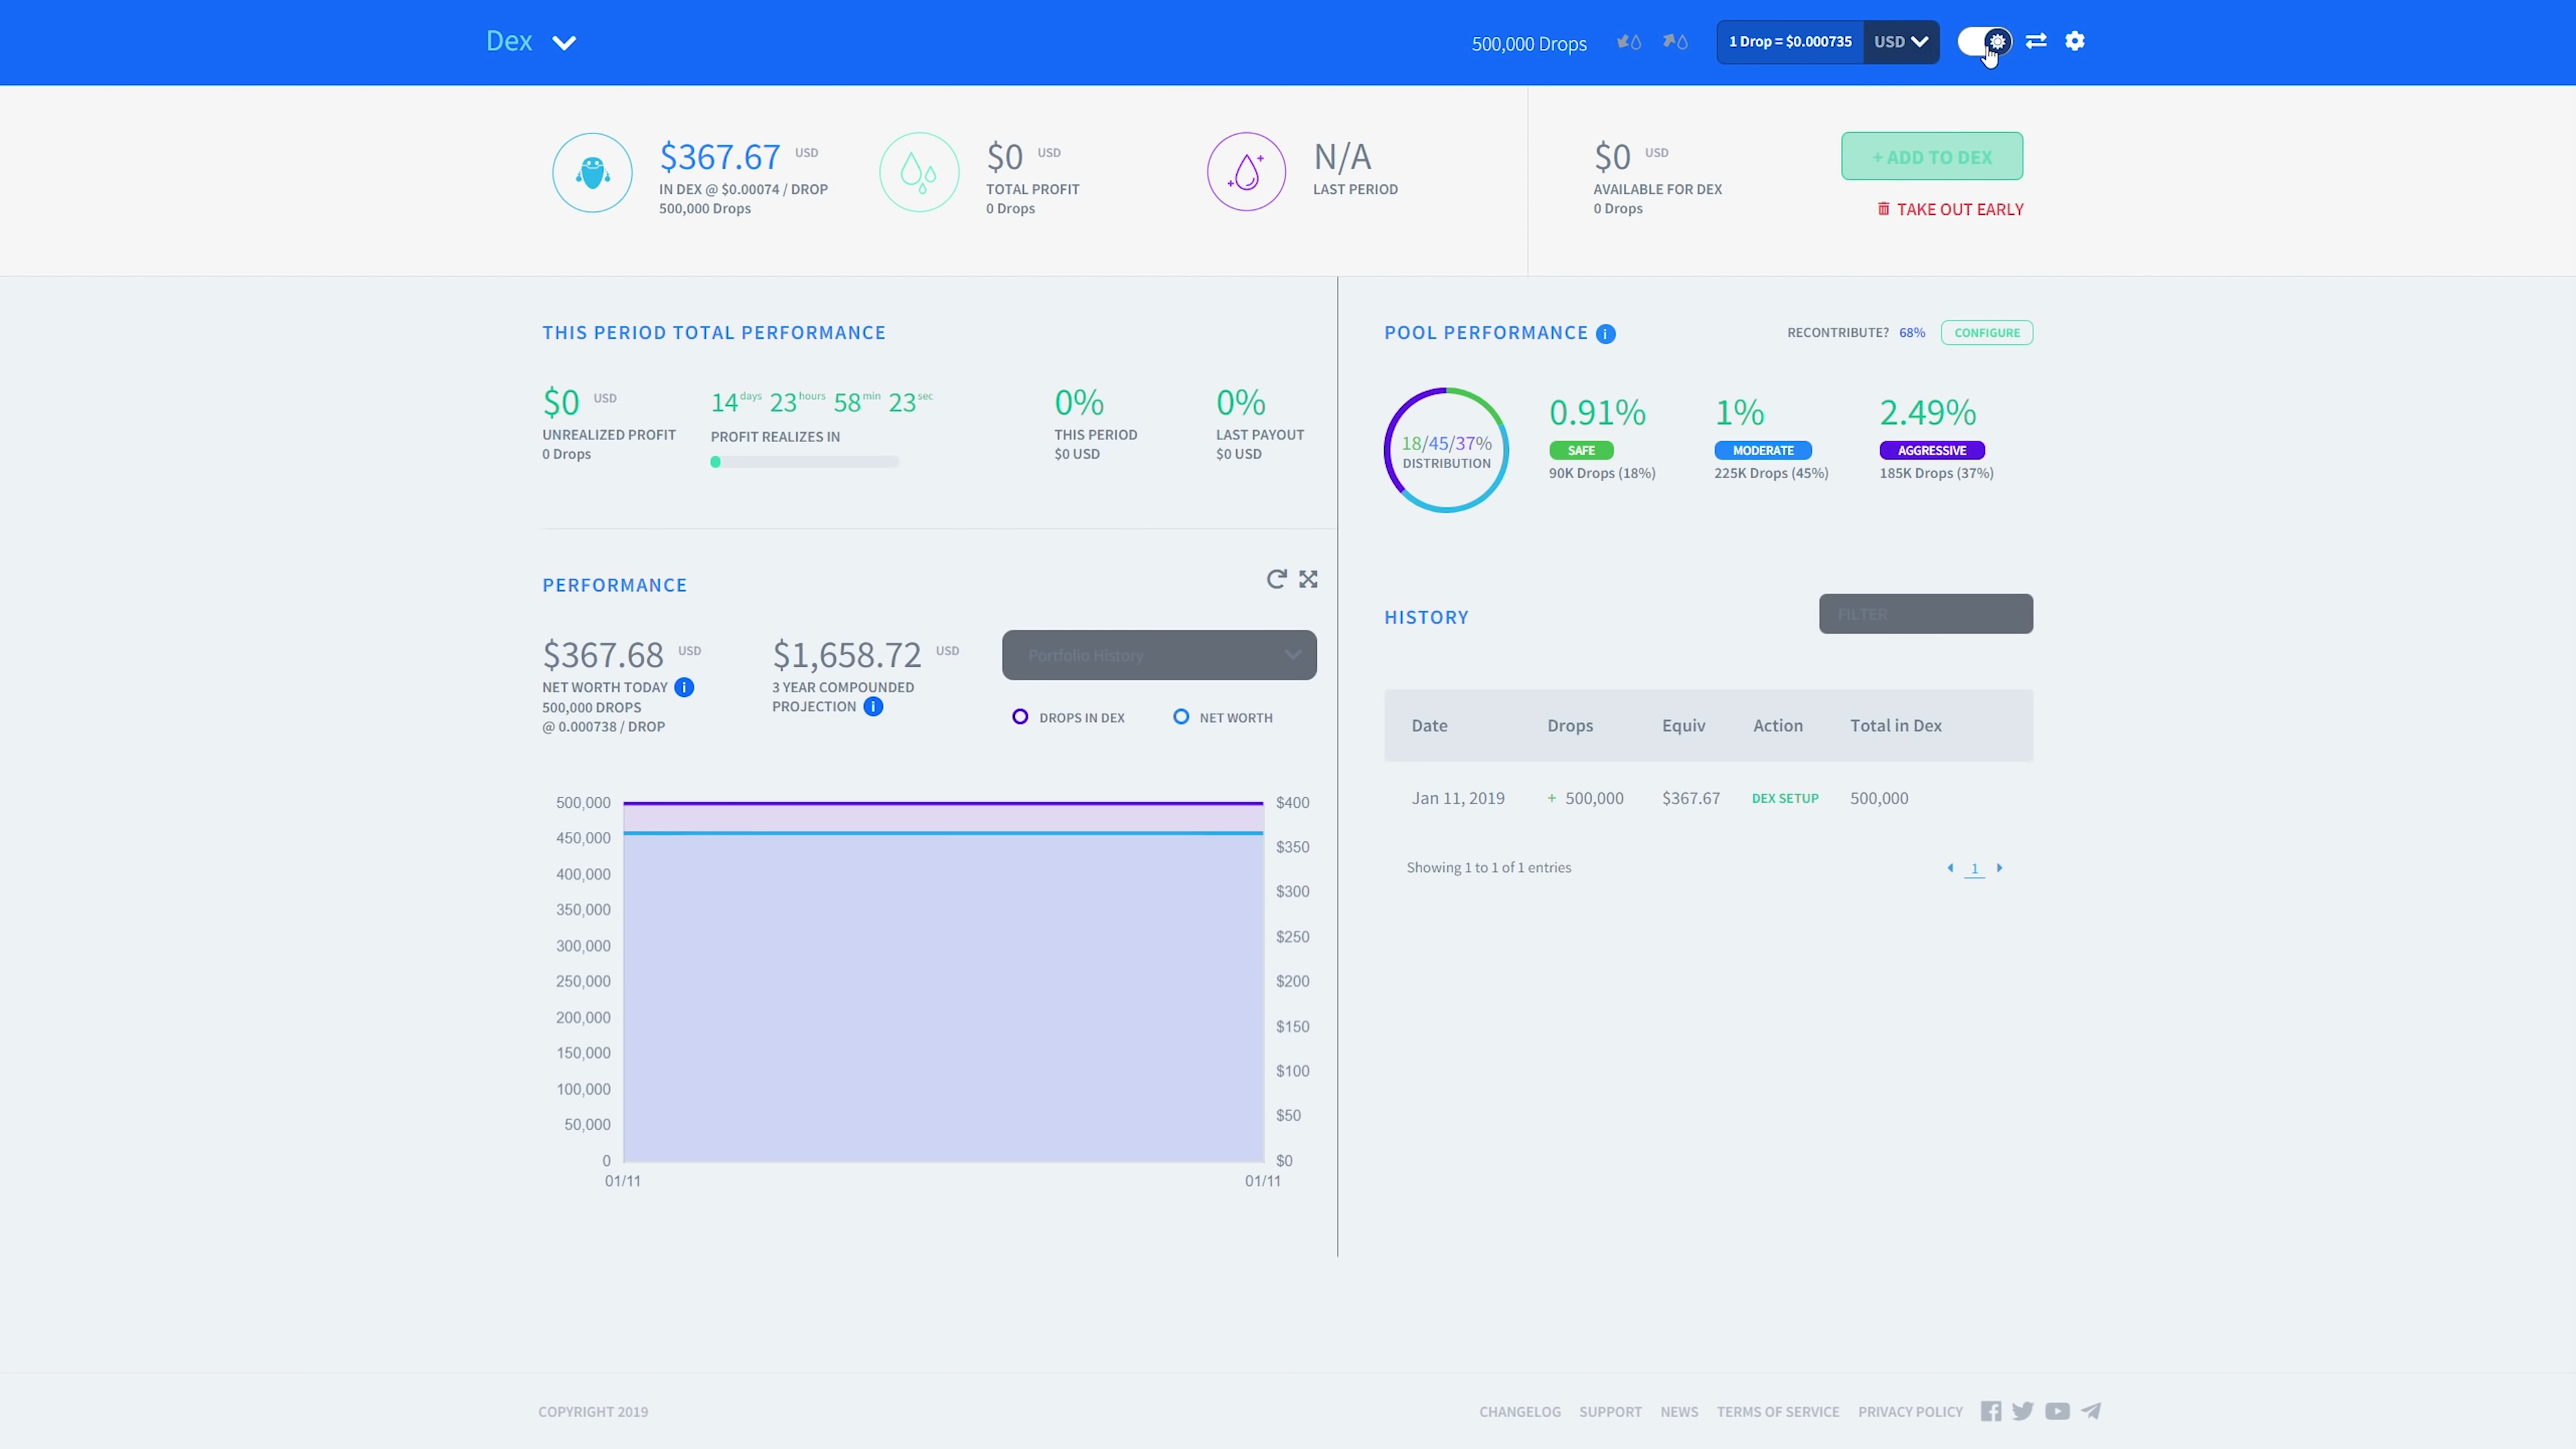 Dex
500,000 Drops
1 Drop = $0.000735 USD
$367.67 USD
IN DEX @ $0.00074 / DROP
500,000 Drops
$0 USD
TOTAL PROFIT
0 Drops
N/A
LAST PERIOD
$0 USD
AVAILABLE FOR DEX
0 Drops
+ ADD TO DEX
TAKE OUT EARLY
THIS PERIOD TOTAL PERFORMANCE
$0 USD
UNREALIZED PROFIT
0 Drops
14 days 23 hours 58 min 23 sec
PROFIT REALIZES IN
0%
THIS PERIOD
$0 USD
0%
LAST PAYOUT
$0 USD
POOL PERFORMANCE i
RECONTRIBUTE? 68% CONFIGURE
18/45/37%
DISTRIBUTION
0.91%
SAFE
90K Drops (18%)
1%
MODERATE
225K Drops (45%)
2.49%
AGGRESSIVE
185K Drops (37%)
PERFORMANCE
$367.68 USD
NET WORTH TODAY i
500,000 DROPS
@ 0.000738 / DROP
$1,658.72 USD
3 YEAR COMPOUNDED
PROJECTION i
Portfolio History
DROPS IN DEX NET WORTH
500,000
450,000
400,000
350,000
300,000
250,000
200,000
150,000
100,000
50,000
0
$400
$350
$300
$250
$200
$150
$100
$50
$0
01/11 01/11
HISTORY
FILTER
Date Drops Equiv Action Total in Dex
Jan 11, 2019 + 500,000 $367.67 DEX SETUP 500,000
Showing 1 to 1 of 1 entries
1
COPYRIGHT 2019
CHANGELOG SUPPORT NEWS TERMS OF SERVICE PRIVACY POLICY